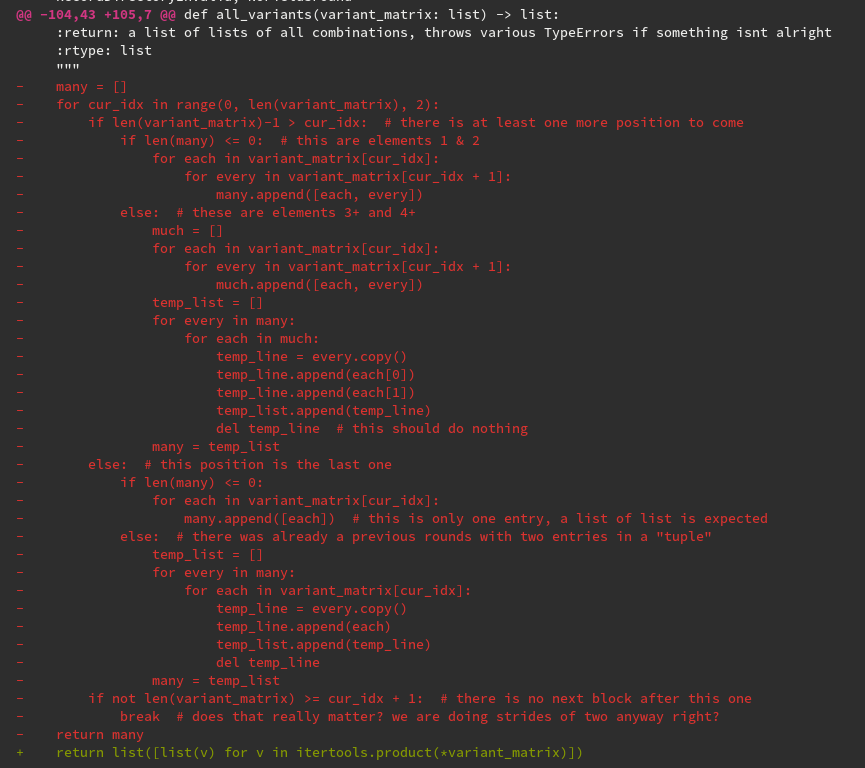 @@ -104,43 +105,7 @@ def all_variants(variant_matrix: list) -> list:
     :return: a list of lists of all combinations, throws various TypeErrors if something isnt alright
     :rtype: list
     """
-    many = []
-    for cur_idx in range(0, len(variant_matrix), 2):
-        if len(variant_matrix)-1 > cur_idx:  # there is at least one more position to come
-            if len(many) <= 0:  # this are elements 1 & 2
-                for each in variant_matrix[cur_idx]:
-                    for every in variant_matrix[cur_idx + 1]:
-                        many.append([each, every])
-            else:  # these are elements 3+ and 4+
-                much = []
-                for each in variant_matrix[cur_idx]:
-                    for every in variant_matrix[cur_idx + 1]:
-                        much.append([each, every])
-                temp_list = []
-                for every in many:
-                    for each in much:
-                        temp_line = every.copy()
-                        temp_line.append(each[0])
-                        temp_line.append(each[1])
-                        temp_list.append(temp_line)
-                        del temp_line  # this should do nothing
-                many = temp_list
-        else:  # this position is the last one
-            if len(many) <= 0:
-                for each in variant_matrix[cur_idx]:
-                    many.append([each])  # this is only one entry, a list of list is expected
-            else:  # there was already a previous rounds with two entries in a "tuple"
-                temp_list = []
-                for every in many:
-                    for each in variant_matrix[cur_idx]:
-                        temp_line = every.copy()
-                        temp_line.append(each)
-                        temp_list.append(temp_line)
-                        del temp_line
-                many = temp_list
-        if not len(variant_matrix) >= cur_idx + 1:  # there is no next block after this one
-            break  # does that really matter? we are doing strides of two anyway right?
-    return many
+    return list([list(v) for v in itertools.product(*variant_matrix)])